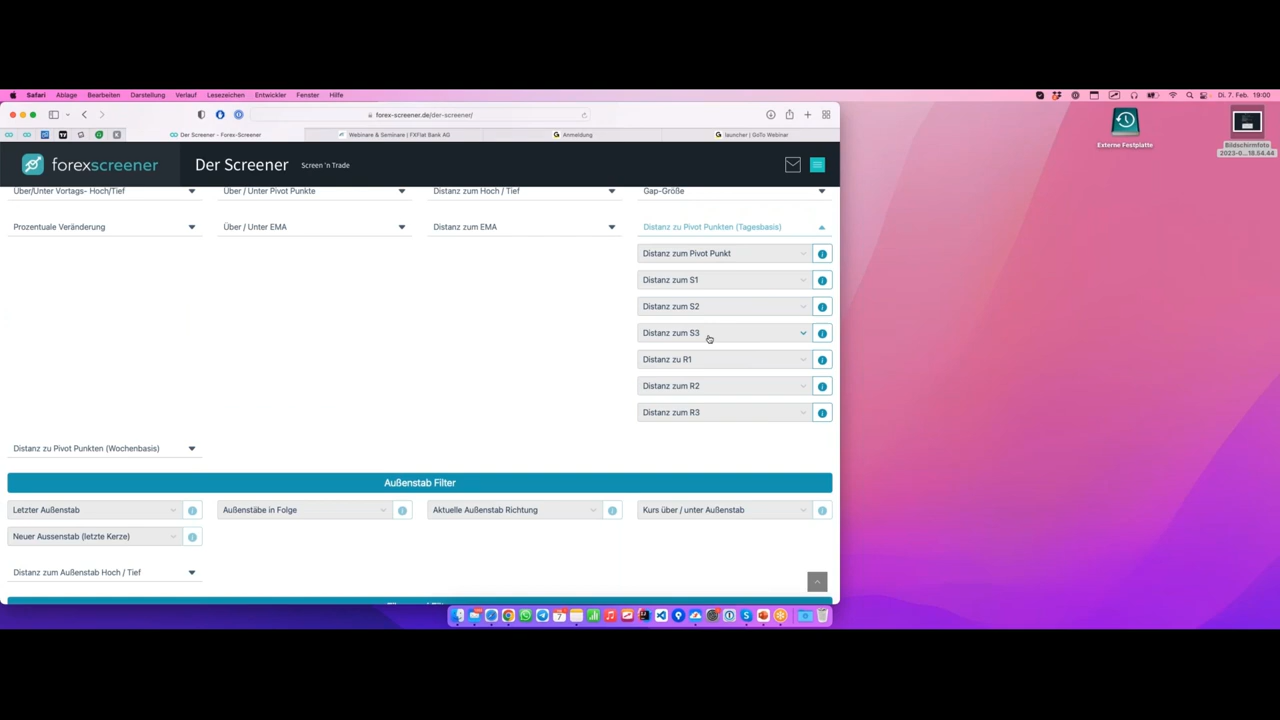 Safari Ablage Bearbeiten Darstellung Verlauf Lesezeichen Entwickler Fenster Hilfe
Di. 7. Feb. 19:00
forex-screener.de/der-screener/
Der Screener - Forex-Screener
Webinare & Seminare | FXFlat Bank AG
Anmeldung
launcher | GoTo Webinar
Externe Festplatte
Bildschirmfoto
2023-0...18.54.44
forexscreener
Der Screener
Screen 'n Trade
Über/Unter Vortags- Hoch/Tief
Über / Unter Pivot Punkte
Distanz zum Hoch / Tief
Gap-Größe
Prozentuale Veränderung
Über / Unter EMA
Distanz zum EMA
Distanz zu Pivot Punkten (Tagesbasis)
Distanz zum Pivot Punkt
Distanz zum S1
Distanz zum S2
Distanz zum S3
Distanz zu R1
Distanz zum R2
Distanz zum R3
Distanz zu Pivot Punkten (Wochenbasis)
Außenstab Filter
Letzter Außenstab
Außenstäbe in Folge
Aktuelle Außenstab Richtung
Kurs über / unter Außenstab
Neuer Aussenstab (letzte Kerze)
Distanz zum Außenstab Hoch / Tief